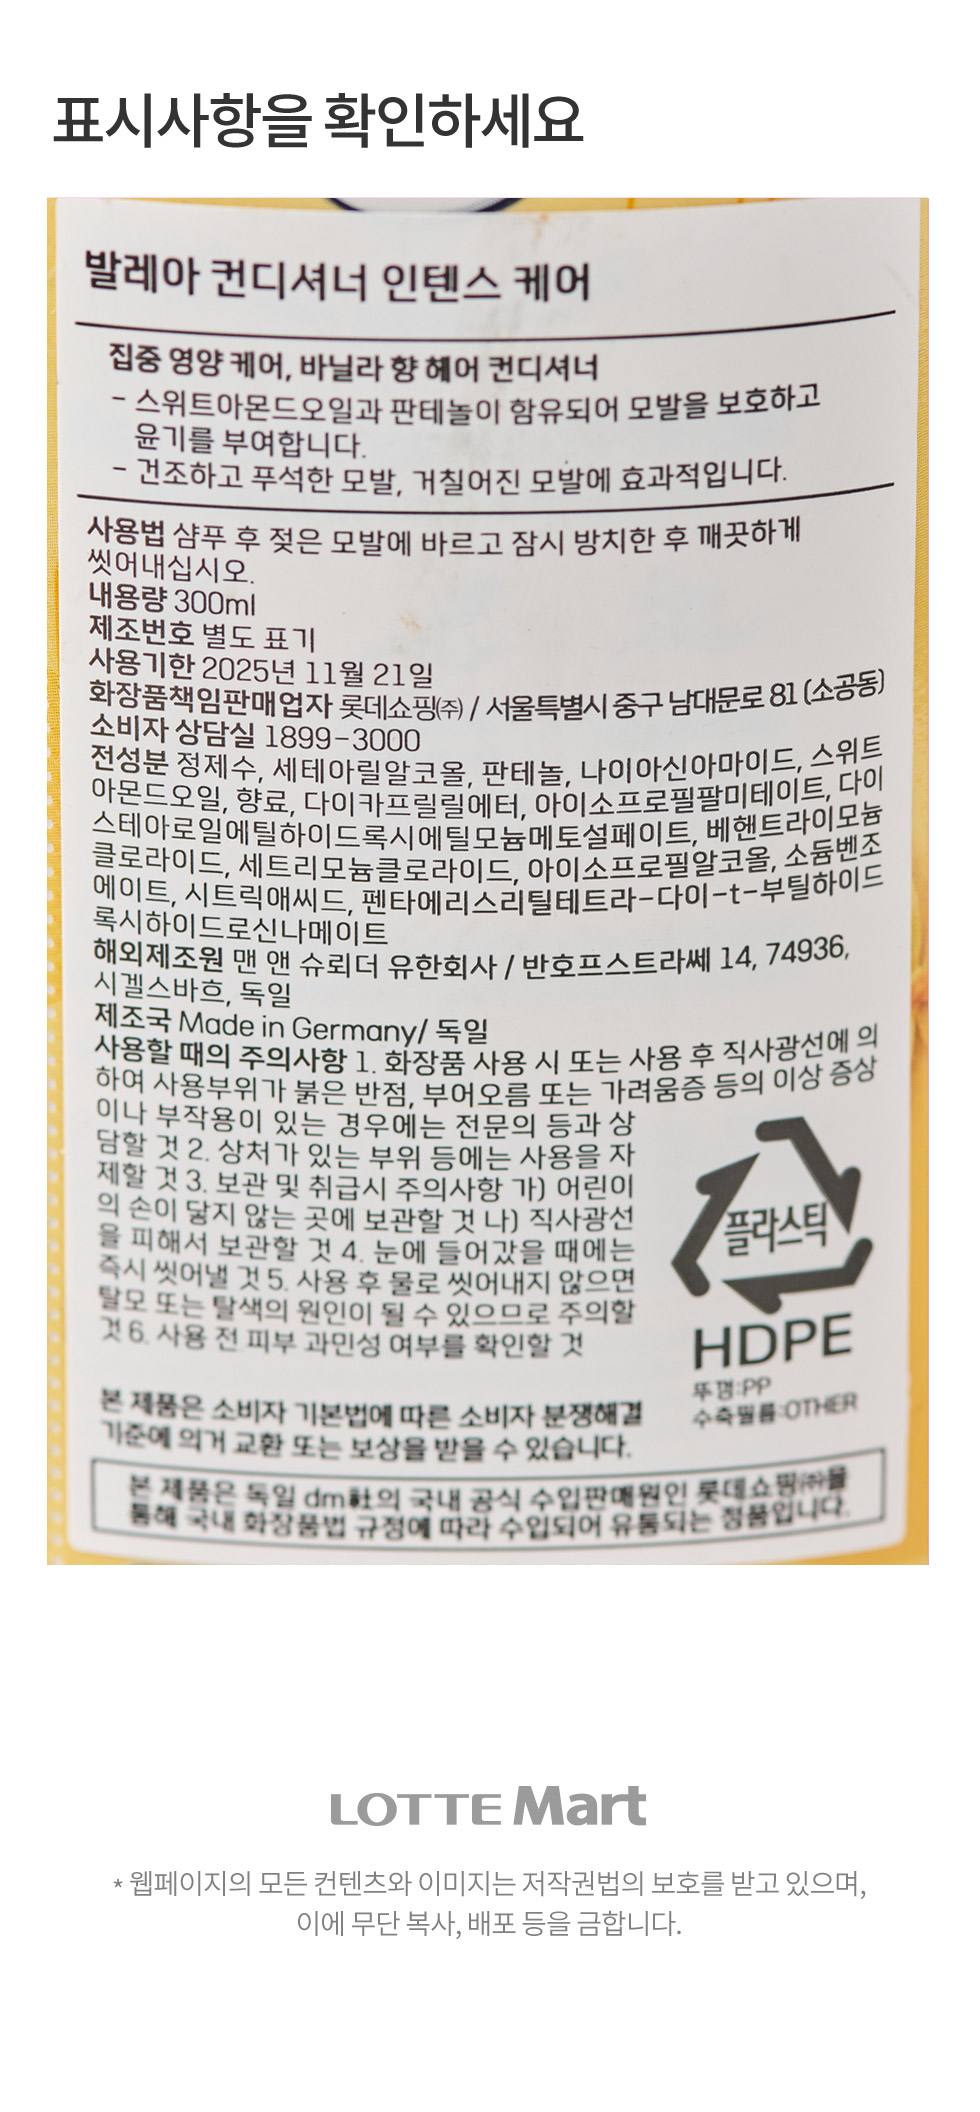 표시사항을 확인하세요
발레아 컨디셔너 인텐스 케어
집중 영양 케어, 바닐라 향 헤어 컨디셔너
- 스위트아몬드오일과 판테놀이 함유되어 모발을 보호하고
윤기를 부여합니다.
- 건조하고 푸석한 모발, 거칠어진 모발에 효과적입니다.
사용법 샴푸 후 젖은 모발에 바르고 잠시 방치한 후 깨끗하게
씻어내십시오.
내용량 300ml
제조번호 별도 표기
사용기한 2025년 11월 21일
화장품책임판매업자 롯데쇼핑㈜ / 서울특별시 중구 남대문로 81 (소공동)
소비자 상담실 1899-3000
전성분 정제수, 세테아릴알코올, 판테놀, 나이아신아마이드, 스위트
아몬드오일, 향료, 다이카프릴릴에터, 아이소프로필팔미테이트, 다이
스테아로일에틸하이드록시에틸모늄메토설페이트, 베헨트라이모늄
클로라이드, 세트리모늄클로라이드, 아이소프로필알코올, 소듐벤조
에이트, 시트릭애씨드, 펜타에리스리틸테트라-다이-t-부틸하이드
록시하이드로신나메이트
해외제조원 맨 앤 슈뢰더 유한회사 / 반호프스트라쎄 14, 74936,
시겔스바흐, 독일
제조국 Made in Germany/ 독일
사용할 때의 주의사항 1. 화장품 사용 시 또는 사용 후 직사광선에 의
하여 사용부위가 붉은 반점, 부어오름 또는 가려움증 등의 이상 증상
이나 부작용이 있는 경우에는 전문의 등과 상
담할 것 2. 상처가 있는 부위 등에는 사용을 자
제할 것 3. 보관 및 취급시 주의사항 가) 어린이
의 손이 닿지 않는 곳에 보관할 것 나) 직사광선
을 피해서 보관할 것 4. 눈에 들어갔을 때에는
즉시 씻어낼 것 5. 사용 후 물로 씻어내지 않으면
탈모 또는 탈색의 원인이 될 수 있으므로 주의할
것 6. 사용 전 피부 과민성 여부를 확인할 것
플라스틱
HDPE
뚜껑:PP
수축필름:OTHER
본 제품은 소비자 기본법에 따른 소비자 분쟁해결
기준에 의거 교환 또는 보상을 받을 수 있습니다.
본 제품은 독일 dm社의 국내 공식 수입판매원인 롯데쇼핑㈜을
통해 국내 화장품법 규정에 따라 수입되어 유통되는 정품입니다.
LOTTE Mart
* 웹페이지의 모든 컨텐츠와 이미지는 저작권법의 보호를 받고 있으며,
이에 무단 복사, 배포 등을 금합니다.